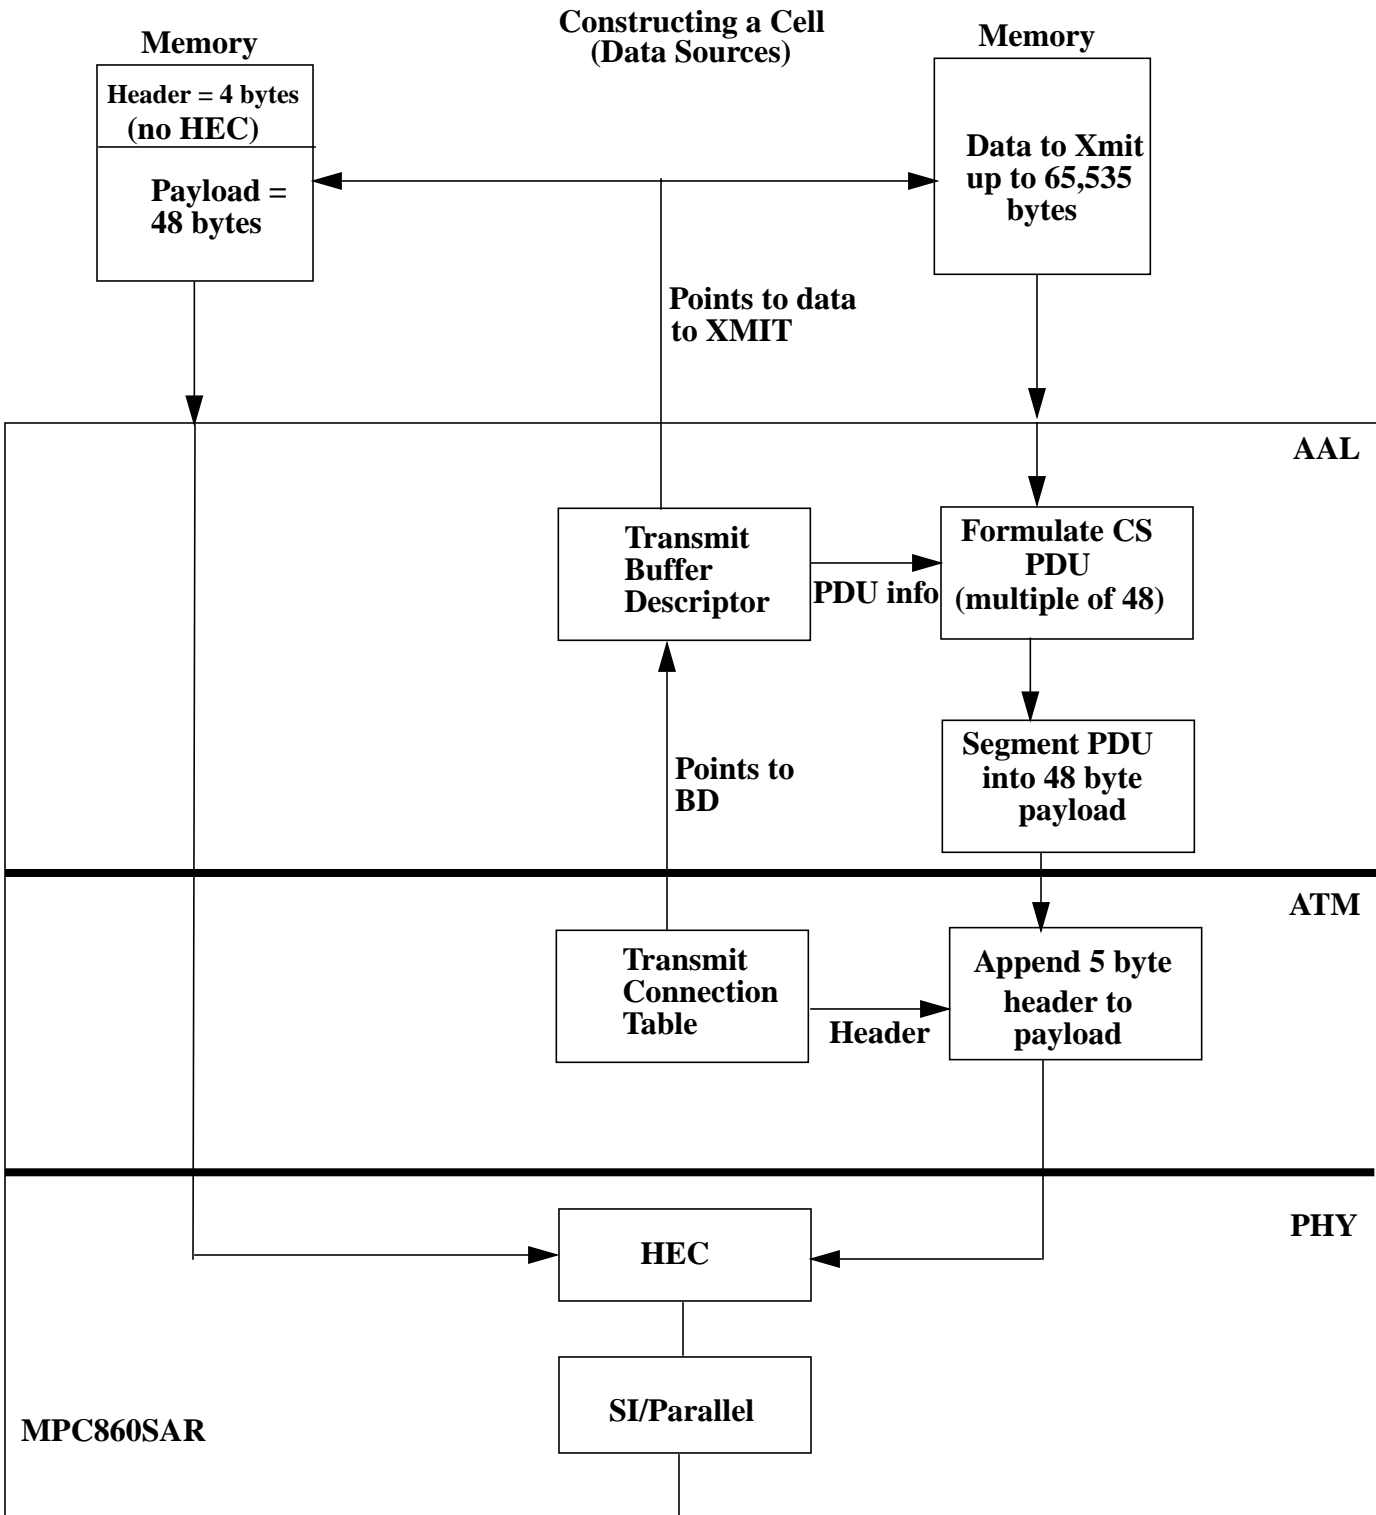 Constructing a Cell
(Data Sources)
Memory
Header = 4 bytes
(no HEC)
Payload =
48 bytes
Memory
Data to Xmit
up to 65,535
bytes
Points to data
to XMIT
AAL
Transmit
Buffer
Descriptor
PDU info
Formulate CS
PDU
(multiple of 48)
Segment PDU
into 48 byte
payload
Points to
BD
ATM
Transmit
Connection
Table
Header
Append 5 byte
header to
payload
PHY
HEC
SI/Parallel
MPC860SAR